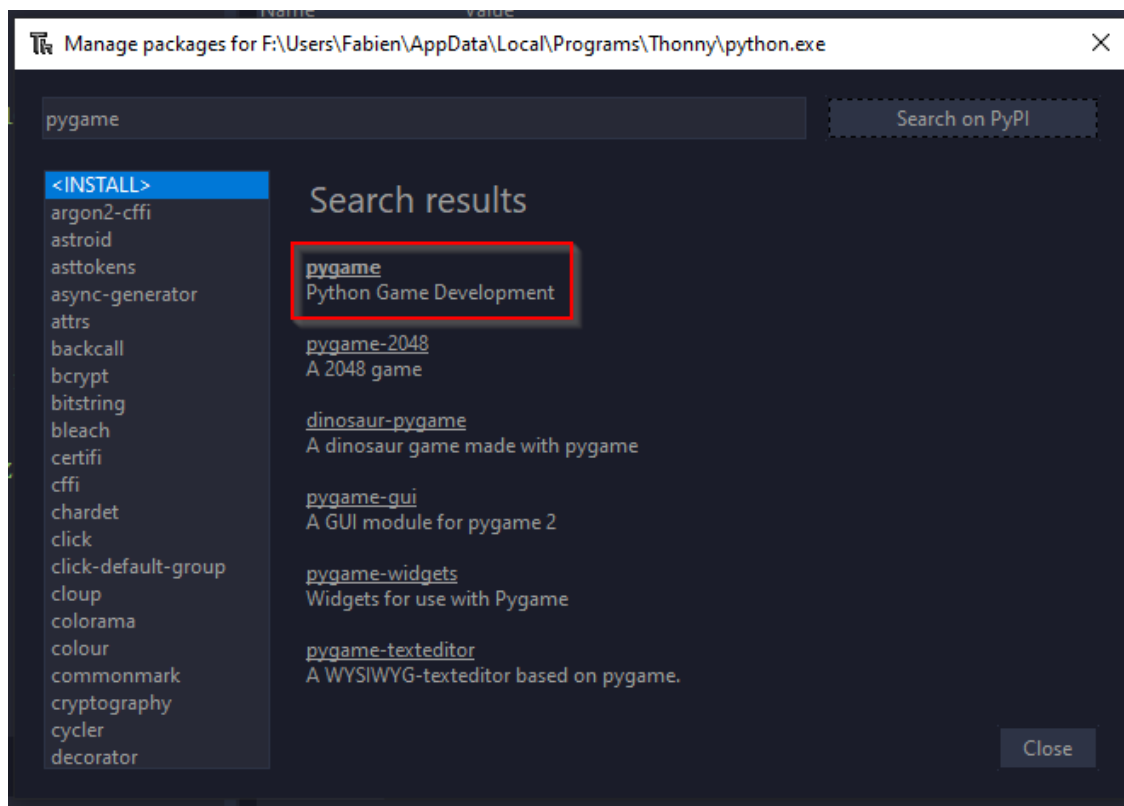 Name Value
Manage packages for F:\Users\Fabien\AppData\Local\Programs\Thonny\python.exe
pygame
Search on PyPI
<INSTALL>
argon2-cffi
astroid
asttokens
async-generator
attrs
backcall
bcrypt
bitstring
bleach
certifi
cffi
chardet
click
click-default-group
cloup
colorama
colour
commonmark
cryptography
cycler
decorator
Search results
pygame
Python Game Development
pygame-2048
A 2048 game
dinosaur-pygame
A dinosaur game made with pygame
pygame-gui
A GUI module for pygame 2
pygame-widgets
Widgets for use with Pygame
pygame-texteditor
A WYSIWYG-texteditor based on pygame.
Close